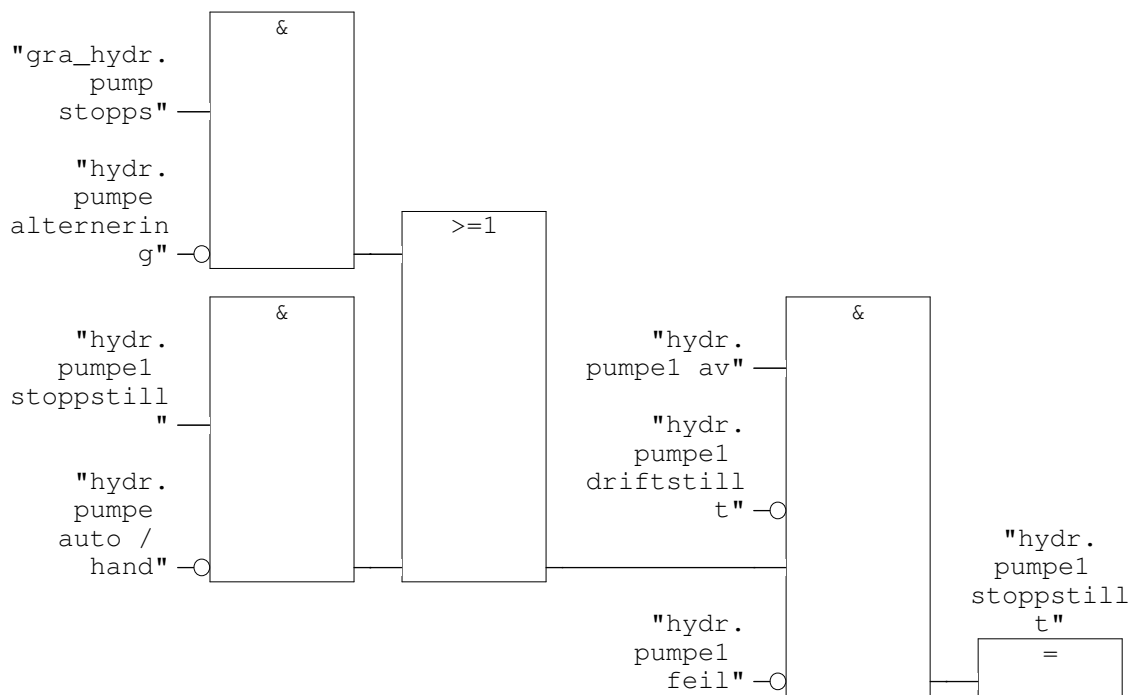 &
"gra_hydr.
pump
stopps"
"hydr.
pumpe
alternerin
g"
>=1
&
"hydr.
pumpe1
stoppstill
"
"hydr.
pumpe
auto /
hand"
&
"hydr.
pumpe1 av"
"hydr.
pumpe1
driftstill
t"
"hydr.
pumpe1
feil"
"hydr.
pumpe1
stoppstill
t"
=